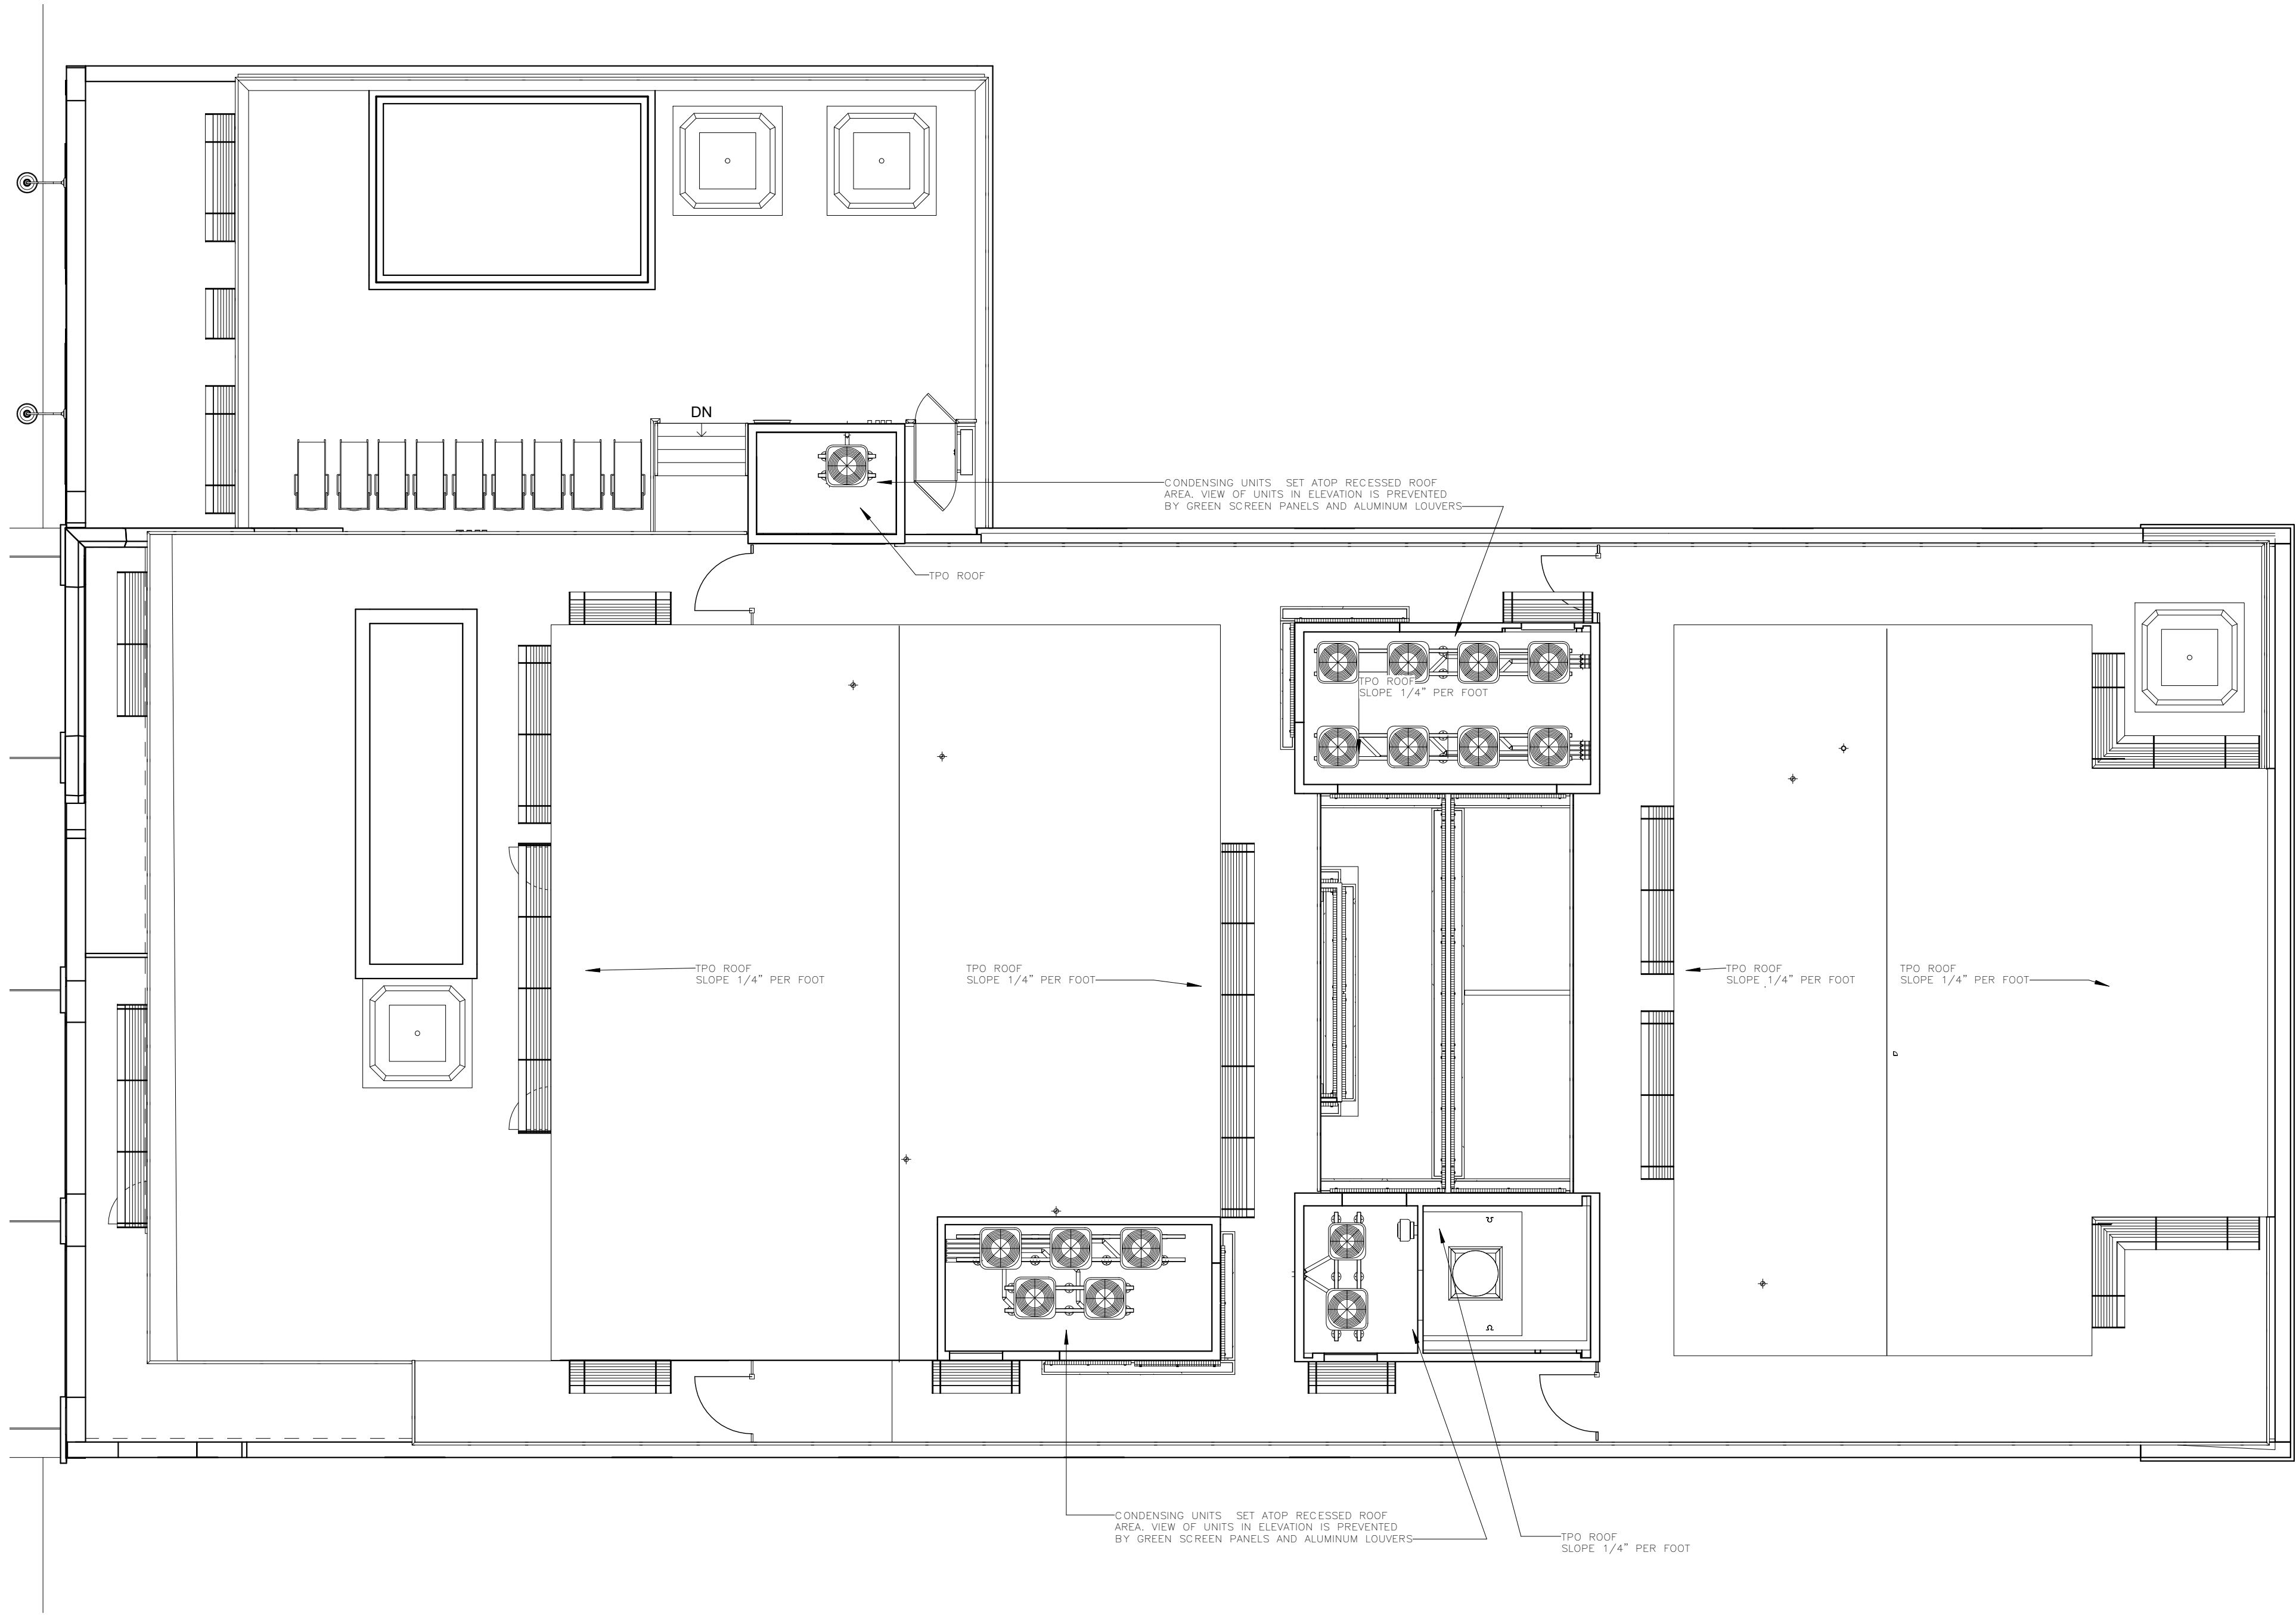 DN
CONDENSING UNITS SET ATOP RECESSED ROOF
AREA. VIEW OF UNITS IN ELEVATION IS PREVENTED
BY GREEN SCREEN PANELS AND ALUMINUM LOUVERS
TPO ROOF
TPO ROOF
SLOPE 1/4" PER FOOT
TPO ROOF
SLOPE 1/4" PER FOOT
TPO ROOF
SLOPE 1/4" PER FOOT
TPO ROOF
SLOPE 1/4" PER FOOT
TPO ROOF
SLOPE 1/4" PER FOOT
CONDENSING UNITS SET ATOP RECESSED ROOF
AREA. VIEW OF UNITS IN ELEVATION IS PREVENTED
BY GREEN SCREEN PANELS AND ALUMINUM LOUVERS
TPO ROOF
SLOPE 1/4" PER FOOT